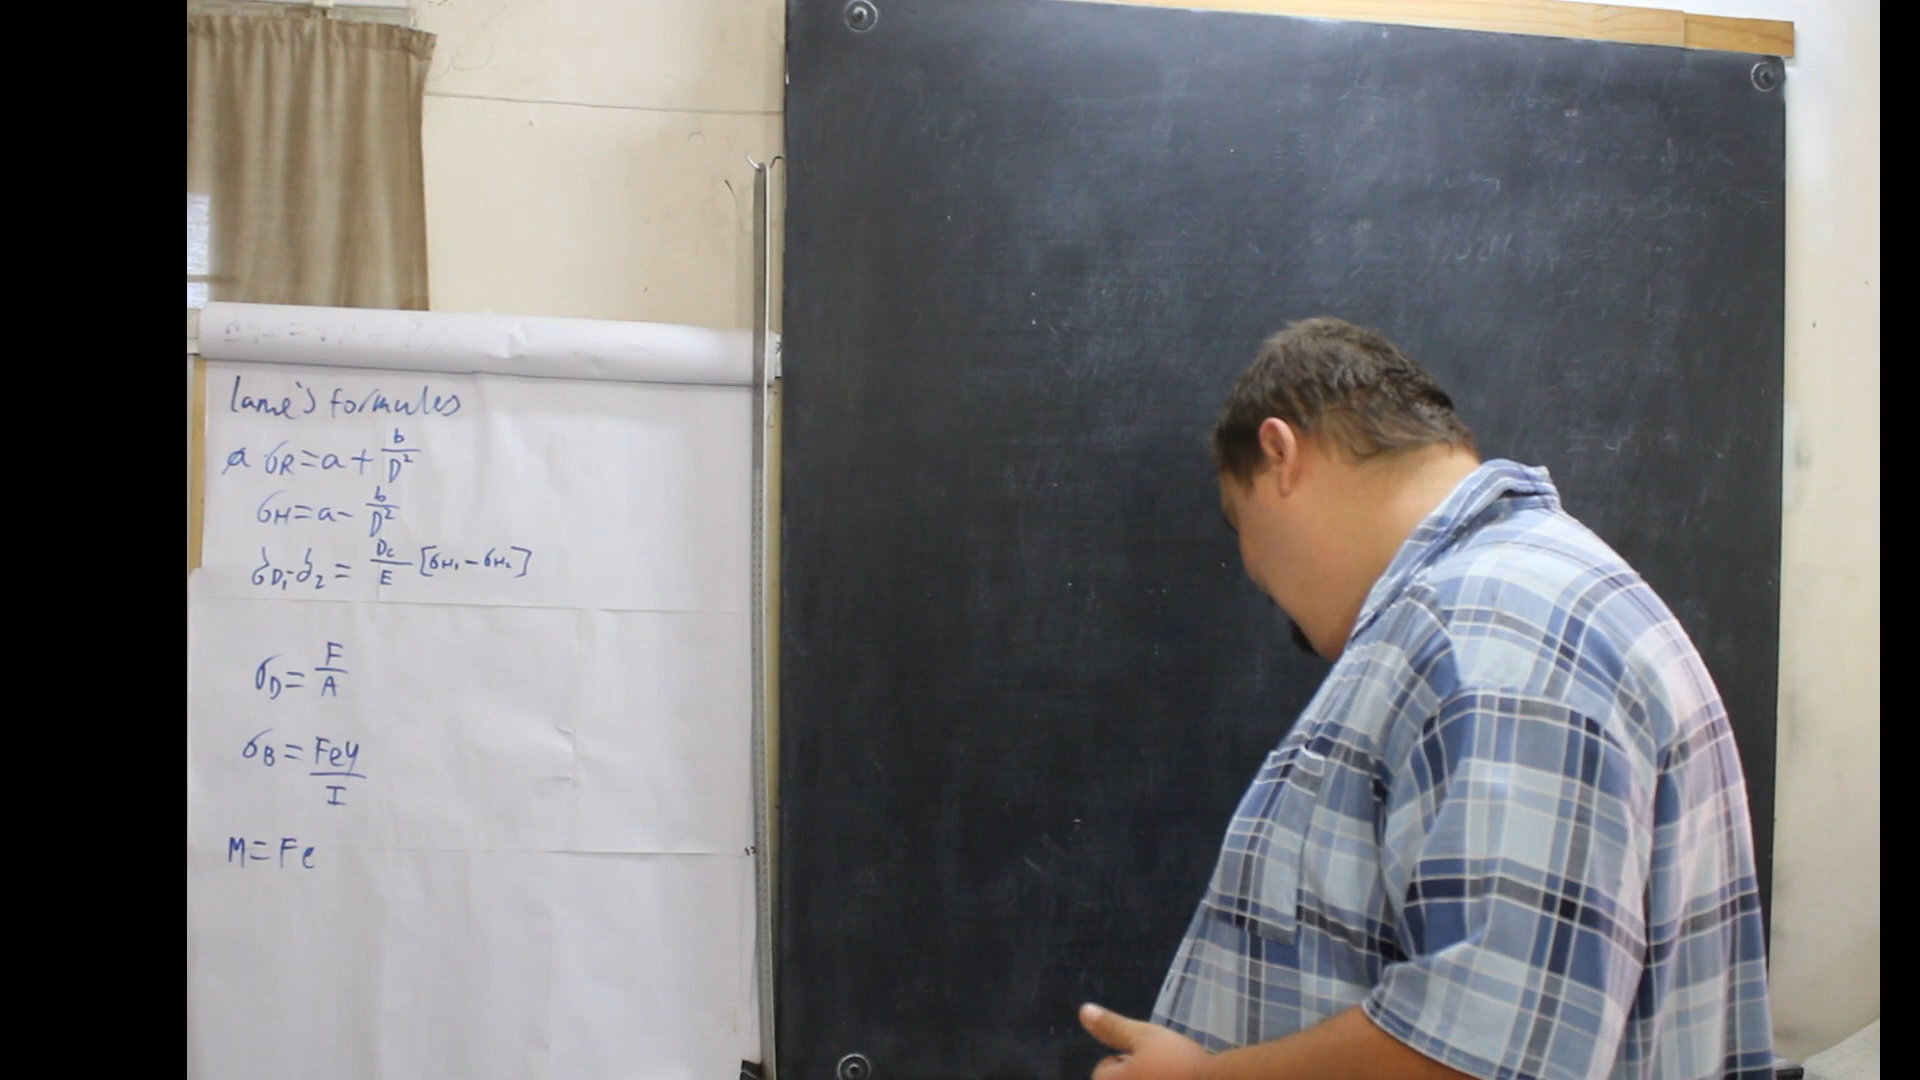 lame's formules
a σR = a + b/D²
σH = a - b/D²
δD₁ - δ₂ = Dc/E [σH₁ - σH₂]
σD = F/A
σB = Fey/I
M = Fe